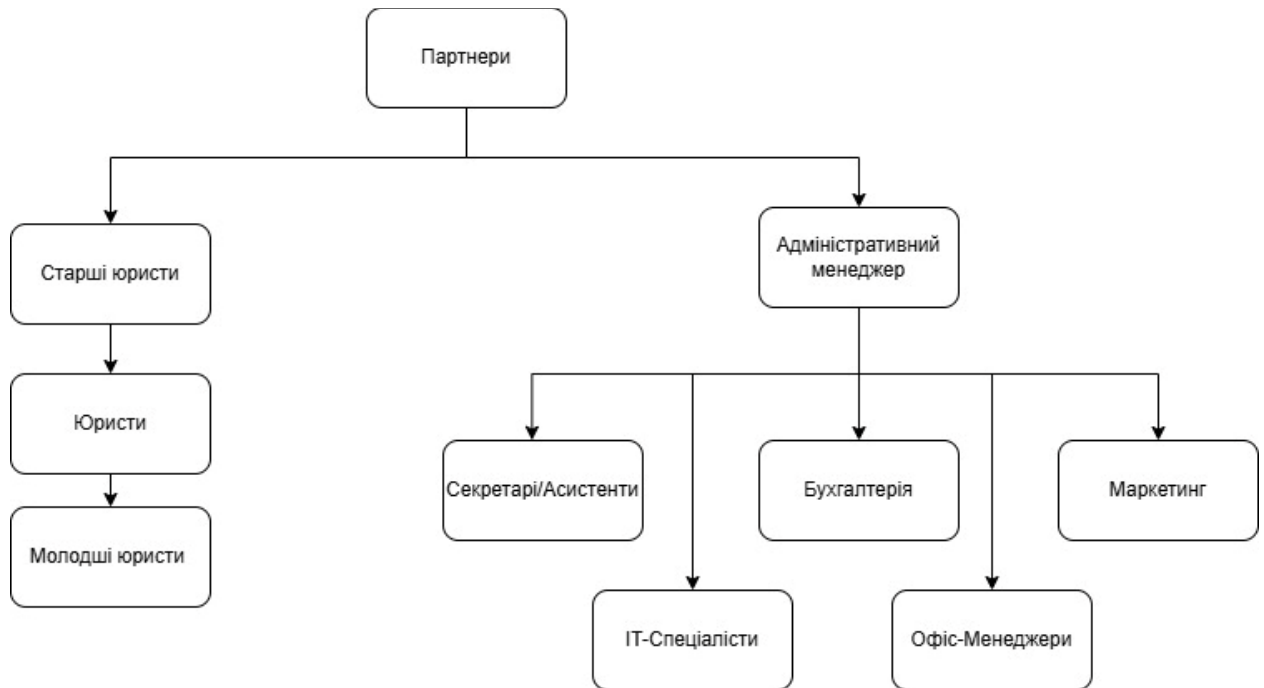 Партнери
Старші юристи
Адміністративний
менеджер
Юристи
Секретарі/Асистенти
Бухгалтерія
Маркетинг
Молодші юристи
ІТ-Спеціалісти
Офіс-Менеджери